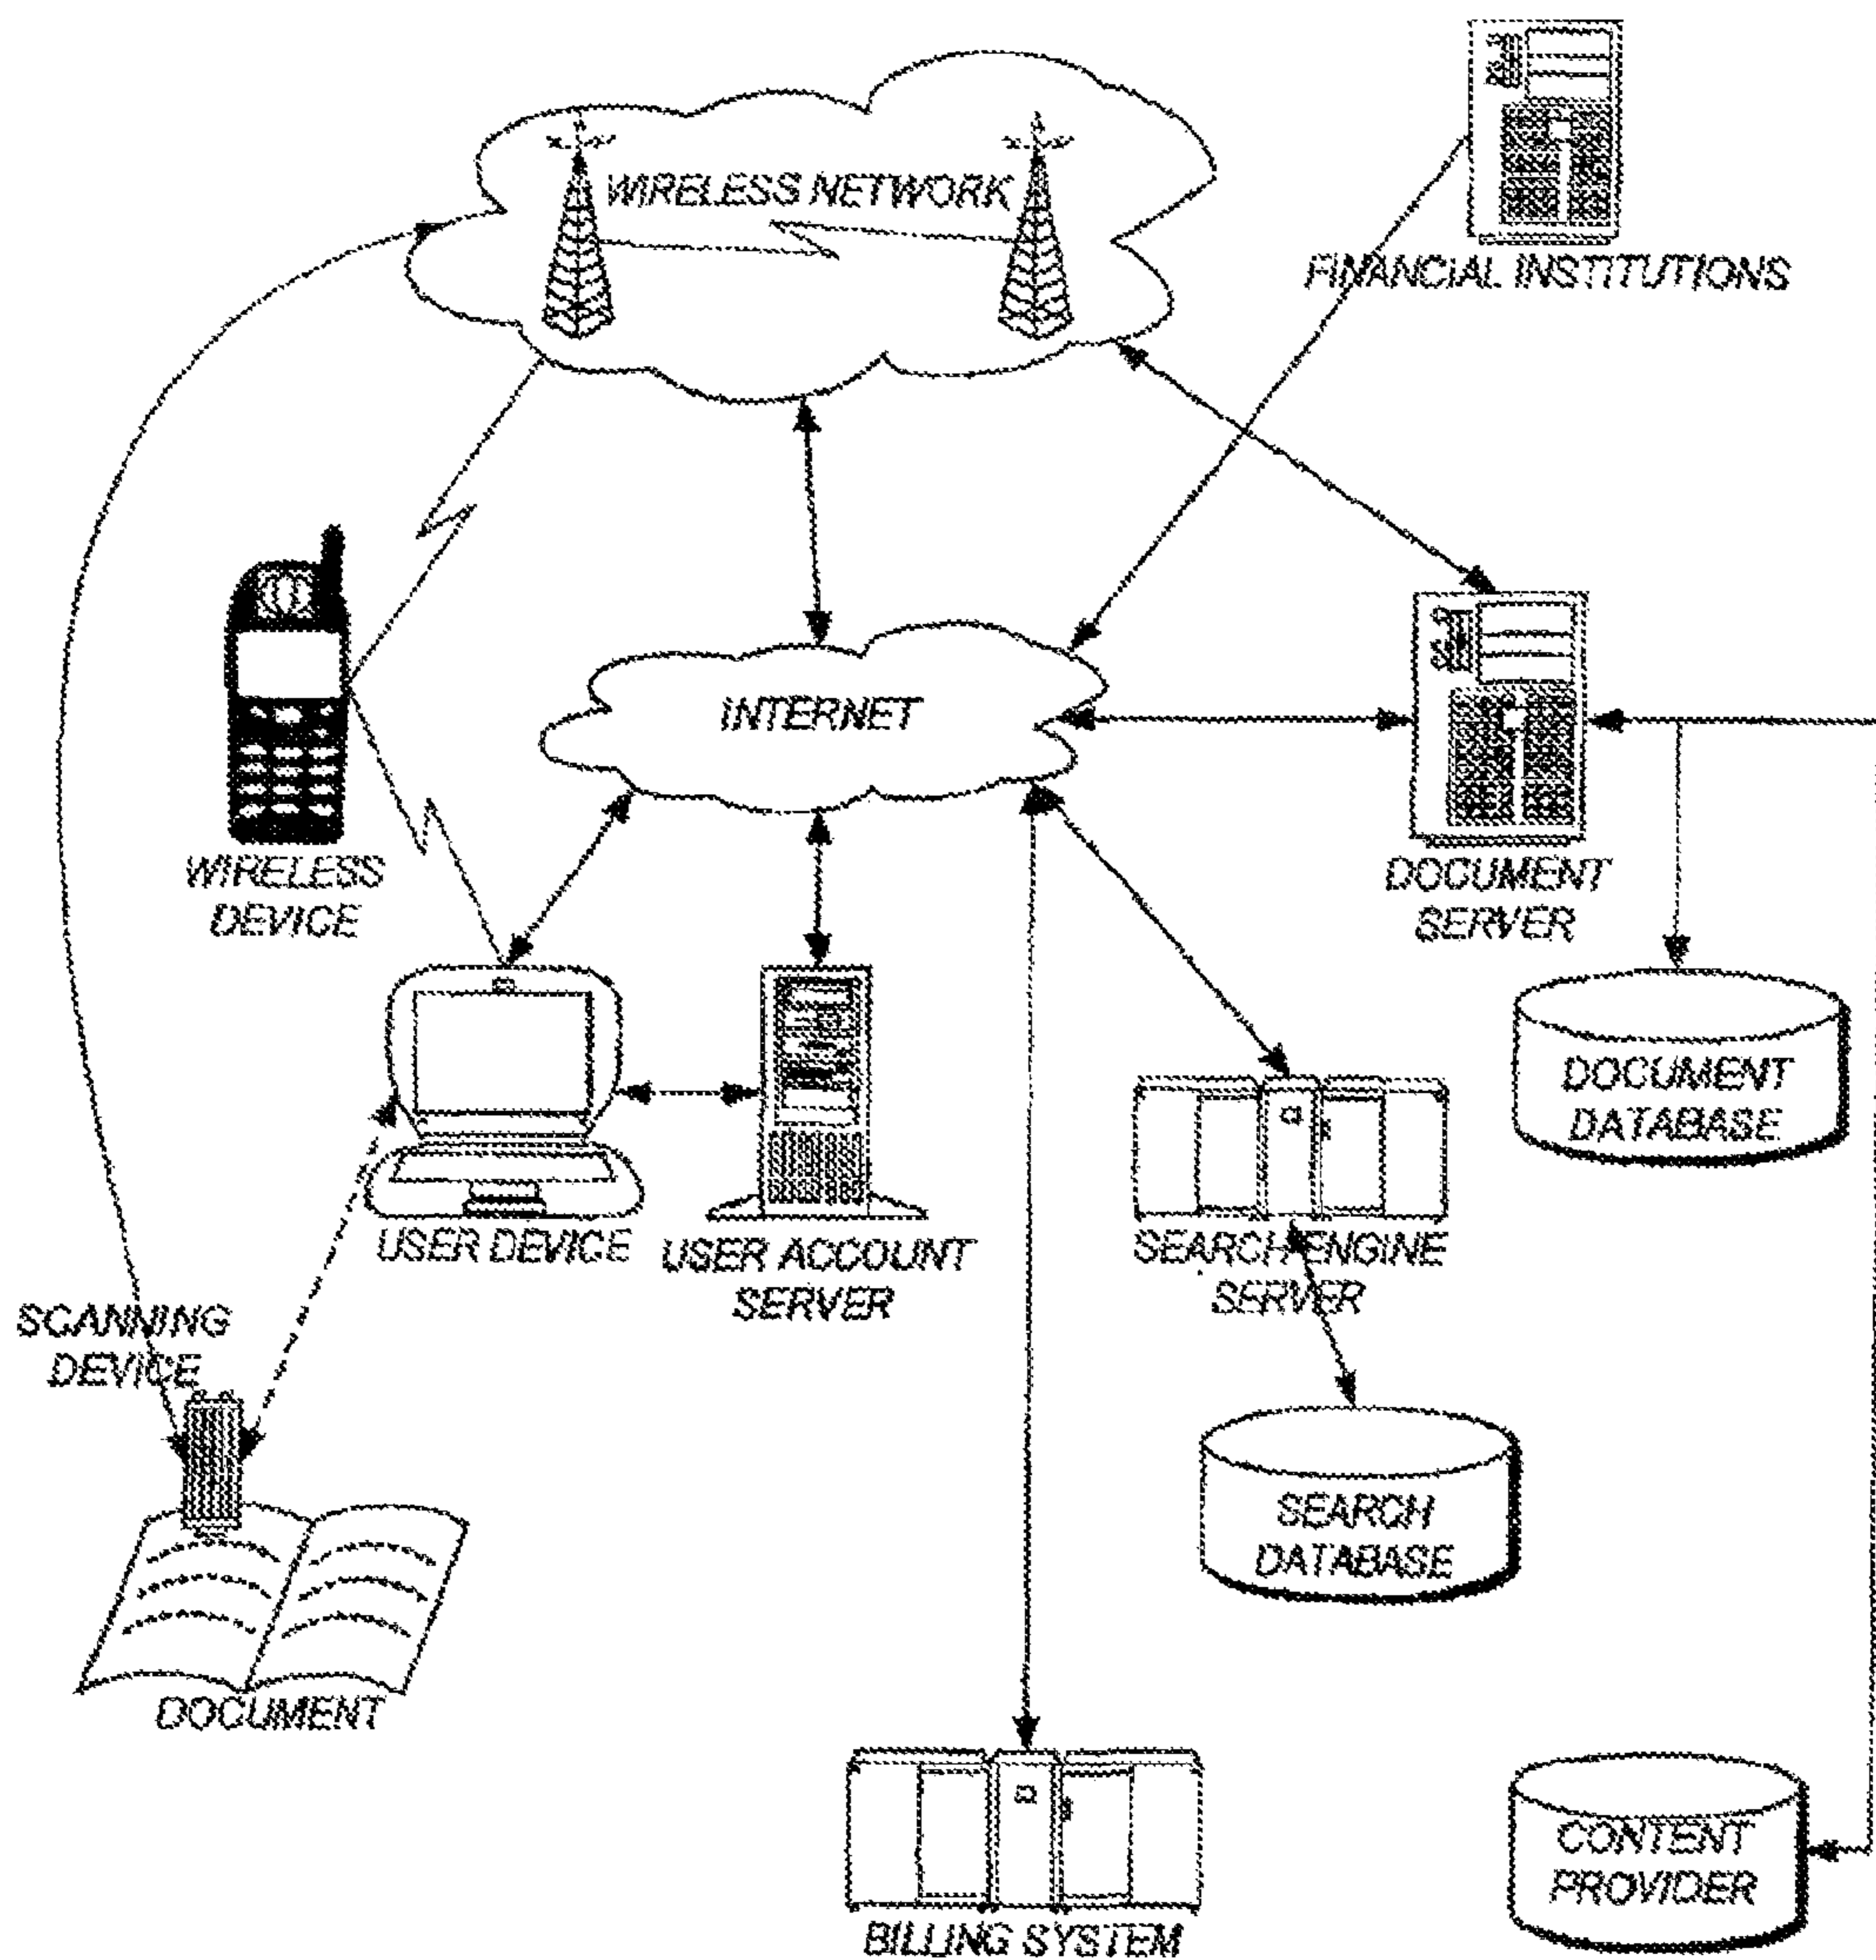 WIRELESS NETWORK
FINANCIAL INSTITUTIONS
INTERNET
WIRELESS
DEVICE
DOCUMENT
SERVER
DOCUMENT
DATABASE
USER DEVICE
USER ACCOUNT
SERVER
SEARCH ENGINE
SERVER
SCANNING
DEVICE
SEARCH
DATABASE
DOCUMENT
CONTENT
PROVIDER
BILLING SYSTEM